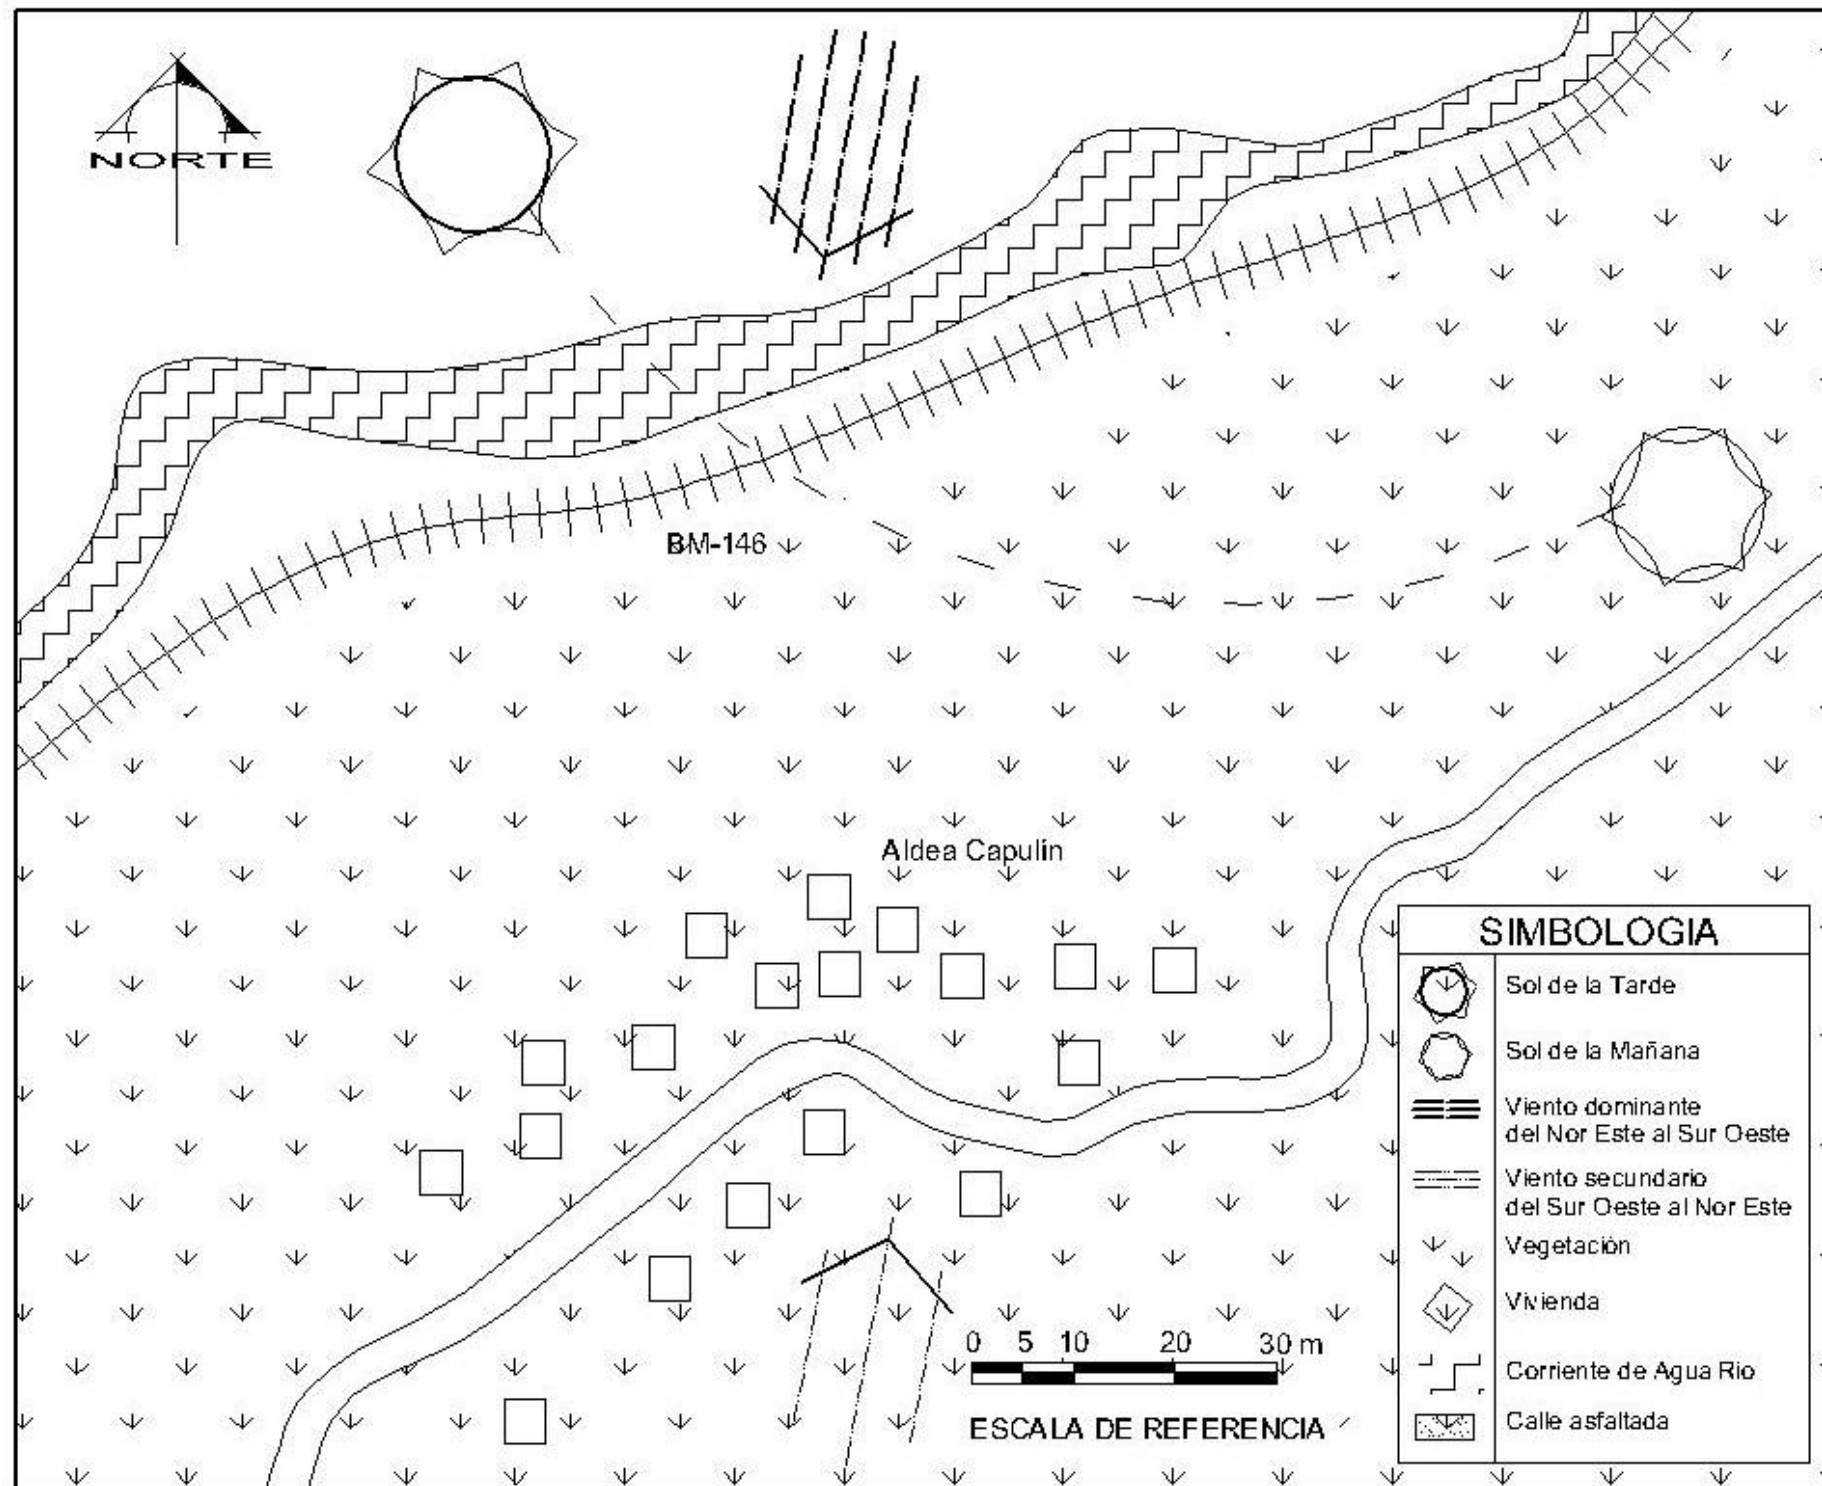 NORTE
BM-146
Aldea Capulín
0 5 10 20 30 m
ESCALA DE REFERENCIA
SIMBOLOGIA
Sol de la Tarde
Sol de la Mañana
Viento dominante
del Nor Este al Sur Oeste
Viento secundario
del Sur Oeste al Nor Este
Vegetación
Vivienda
Corriente de Agua Rio
Calle asfaltada